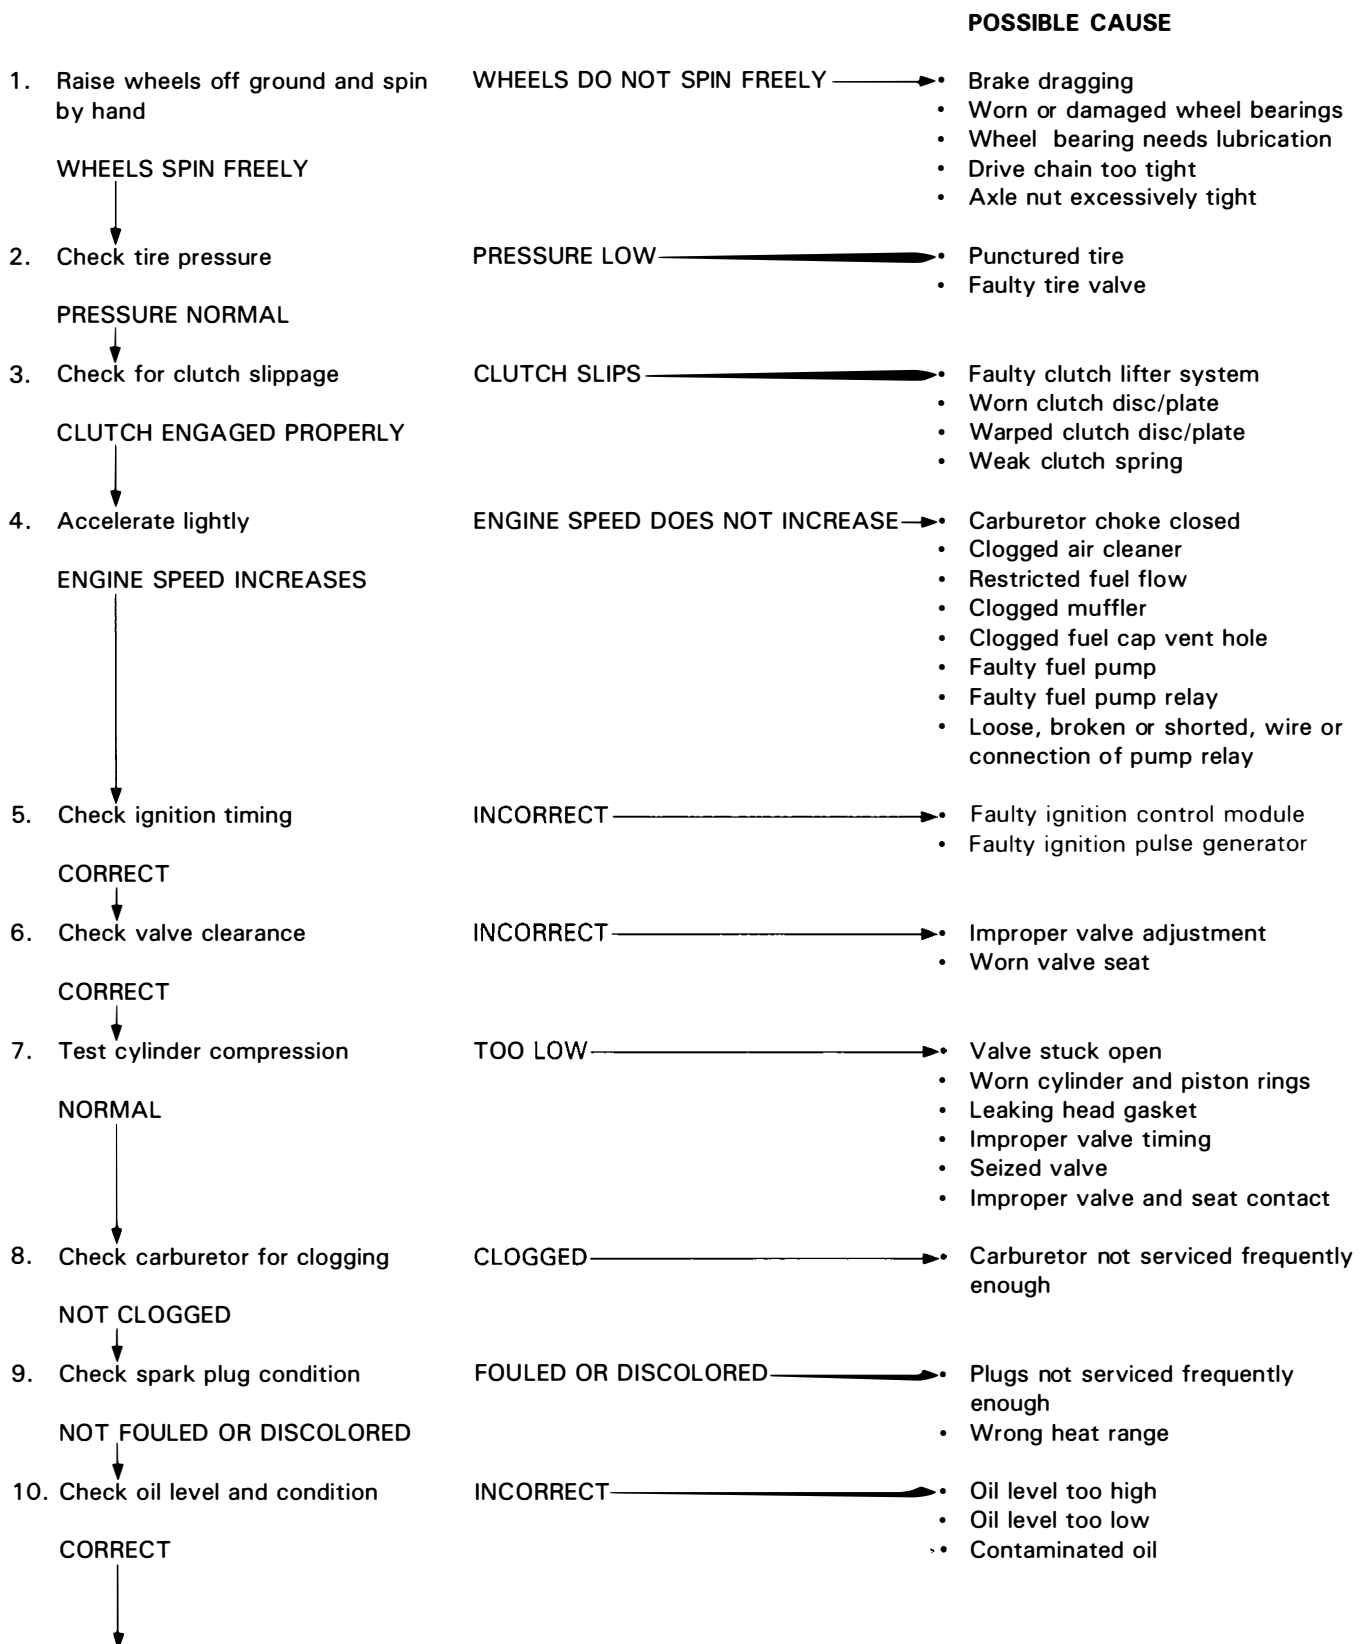 POSSIBLE CAUSE
1. Raise wheels off ground and spin
by hand
WHEELS DO NOT SPIN FREELY
• Brake dragging
• Worn or damaged wheel bearings
• Wheel bearing needs lubrication
• Drive chain too tight
• Axle nut excessively tight
WHEELS SPIN FREELY
2. Check tire pressure
PRESSURE LOW
• Punctured tire
• Faulty tire valve
PRESSURE NORMAL
3. Check for clutch slippage
CLUTCH SLIPS
• Faulty clutch lifter system
• Worn clutch disc/plate
• Warped clutch disc/plate
• Weak clutch spring
CLUTCH ENGAGED PROPERLY
4. Accelerate lightly
ENGINE SPEED DOES NOT INCREASE
• Carburetor choke closed
• Clogged air cleaner
• Restricted fuel flow
• Clogged muffler
• Clogged fuel cap vent hole
• Faulty fuel pump
• Faulty fuel pump relay
• Loose, broken or shorted, wire or
connection of pump relay
ENGINE SPEED INCREASES
5. Check ignition timing
INCORRECT
• Faulty ignition control module
• Faulty ignition pulse generator
CORRECT
6. Check valve clearance
INCORRECT
• Improper valve adjustment
• Worn valve seat
CORRECT
7. Test cylinder compression
TOO LOW
• Valve stuck open
• Worn cylinder and piston rings
• Leaking head gasket
• Improper valve timing
• Seized valve
• Improper valve and seat contact
NORMAL
8. Check carburetor for clogging
CLOGGED
• Carburetor not serviced frequently
enough
NOT CLOGGED
9. Check spark plug condition
FOULED OR DISCOLORED
• Plugs not serviced frequently
enough
• Wrong heat range
NOT FOULED OR DISCOLORED
10. Check oil level and condition
INCORRECT
• Oil level too high
• Oil level too low
• Contaminated oil
CORRECT